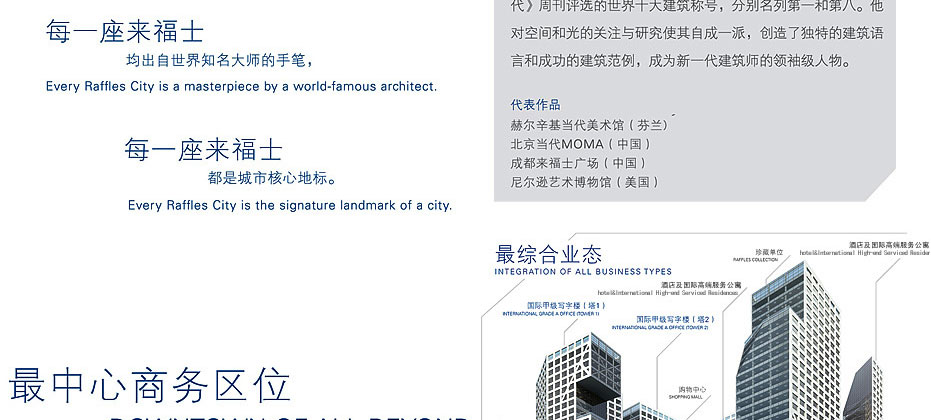 每一座来福士
均出自世界知名大师的手笔，
Every Raffles City is a masterpiece by a world-famous architect.
每一座来福士
都是城市核心地标。
Every Raffles City is the signature landmark of a city.
最中心商务区位
DOWNTOWN OF ALL BEYOND
代》周刊评选的世界十大建筑称号，分别名列第一和第八。他
对空间和光的关注与研究使其自成一派，创造了独特的建筑语
言和成功的建筑范例，成为新一代建筑师的领袖级人物。
代表作品
赫尔辛基当代美术馆（芬兰）
北京当代MOMA（中国）
成都来福士广场（中国）
尼尔逊艺术博物馆（美国）
最综合业态
INTEGRATION OF ALL BUSINESS TYPES
珍藏单位
RAFFLES COLLECTION
酒店及国际高端服务公寓
hotel&International High-end Serviced Residen
酒店及国际高端服务公寓
hotel&International High-end Serviced Residences
国际甲级写字楼（塔1）
INTERNATIONAL GRADE A OFFICE (TOWER 1)
国际甲级写字楼（塔2）
INTERNATIONAL GRADE A OFFICE (TOWER 2)
购物中心
SHOPPING MALL